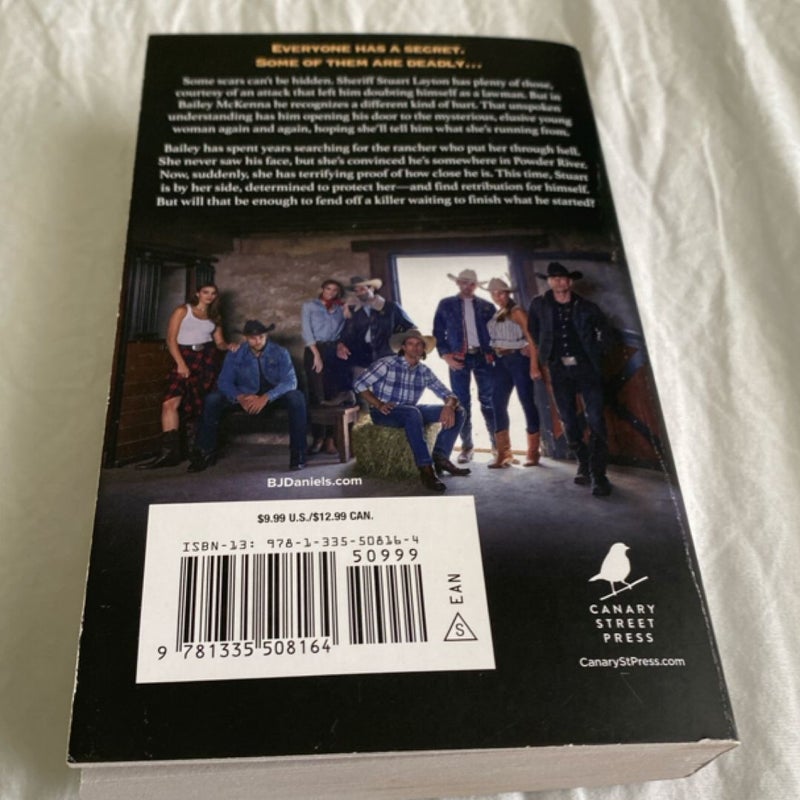 EVERYONE HAS A SECRET.
SOME OF THEM ARE DEADLY...
Some scars can't be hidden. Sheriff Stuart Layton has plenty of those,
courtesy of an attack that left him doubting himself as a lawman. But in
Bailey McKenna he recognizes a different kind of hurt. That unspoken
understanding has him opening his door to the mysterious, elusive young
woman again and again, hoping she'll tell him what she's running from.
Bailey has spent years searching for the rancher who put her through hell.
She never saw his face, but she's convinced he's somewhere in Powder River.
Now, suddenly, she has terrifying proof of how close he is. This time, Stuart
is by her side, determined to protect her—and find retribution for himself.
But will that be enough to fend off a killer waiting to finish what he started?
BJDaniels.com
$9.99 U.S./$12.99 CAN.
ISBN-13: 978-1-335-50816-4
50999
EAN
S
9 781335 508164
CANARY
STREET
PRESS
CanaryStPress.com